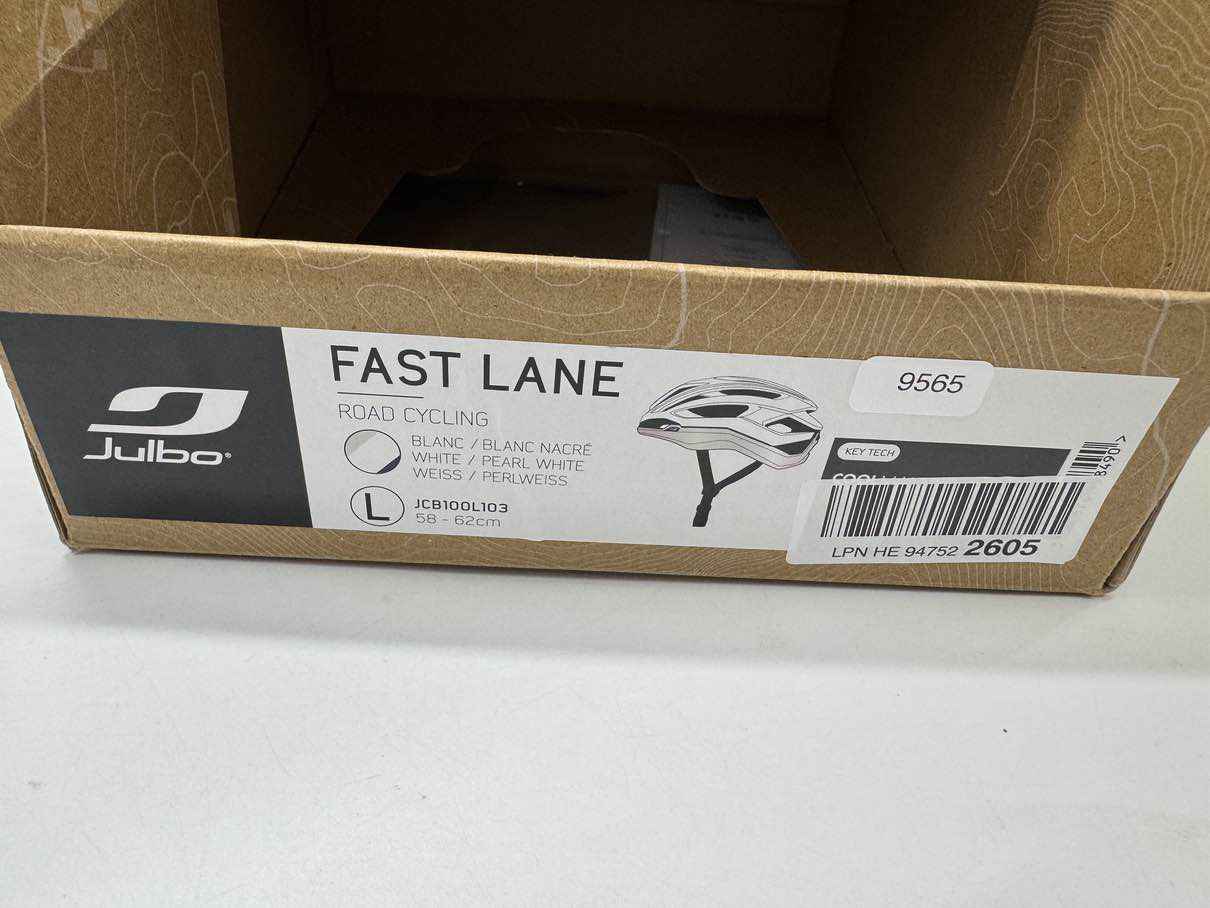 Julbo®
FAST LANE
ROAD CYCLING
BLANC / BLANC NACRÉ
WHITE / PEARL WHITE
WEISS / PERLWEISS
L
JCB100L103
58 - 62cm
9565
KEY TECH
8490 >
LPN HE 94752 2605